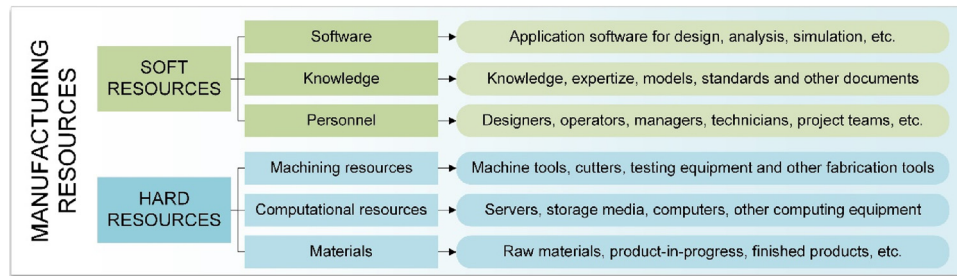 MANUFACTURING
RESOURCES
SOFT
RESOURCES
Software
Application software for design, analysis, simulation, etc.
Knowledge
Knowledge, expertize, models, standards and other documents
Personnel
Designers, operators, managers, technicians, project teams, etc.
HARD
RESOURCES
Machining resources
Machine tools, cutters, testing equipment and other fabrication tools
Computational resources
Servers, storage media, computers, other computing equipment
Materials
Raw materials, product-in-progress, finished products, etc.